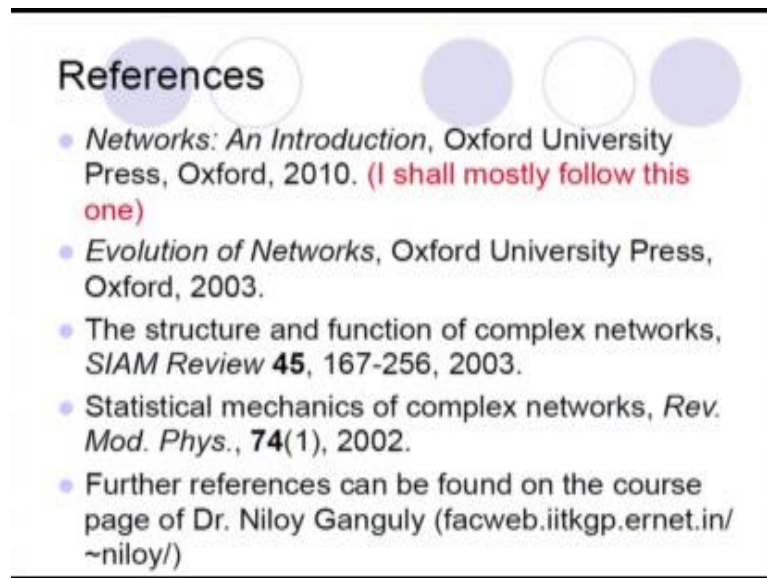 References
Networks: An Introduction, Oxford University
Press, Oxford, 2010. (I shall mostly follow this
one)
Evolution of Networks, Oxford University Press,
Oxford, 2003.
The structure and function of complex networks,
SIAM Review 45, 167-256, 2003.
Statistical mechanics of complex networks, Rev.
Mod. Phys., 74(1), 2002.
Further references can be found on the course
page of Dr. Niloy Ganguly (facweb.iitkgp.ernet.in/
~niloy/)